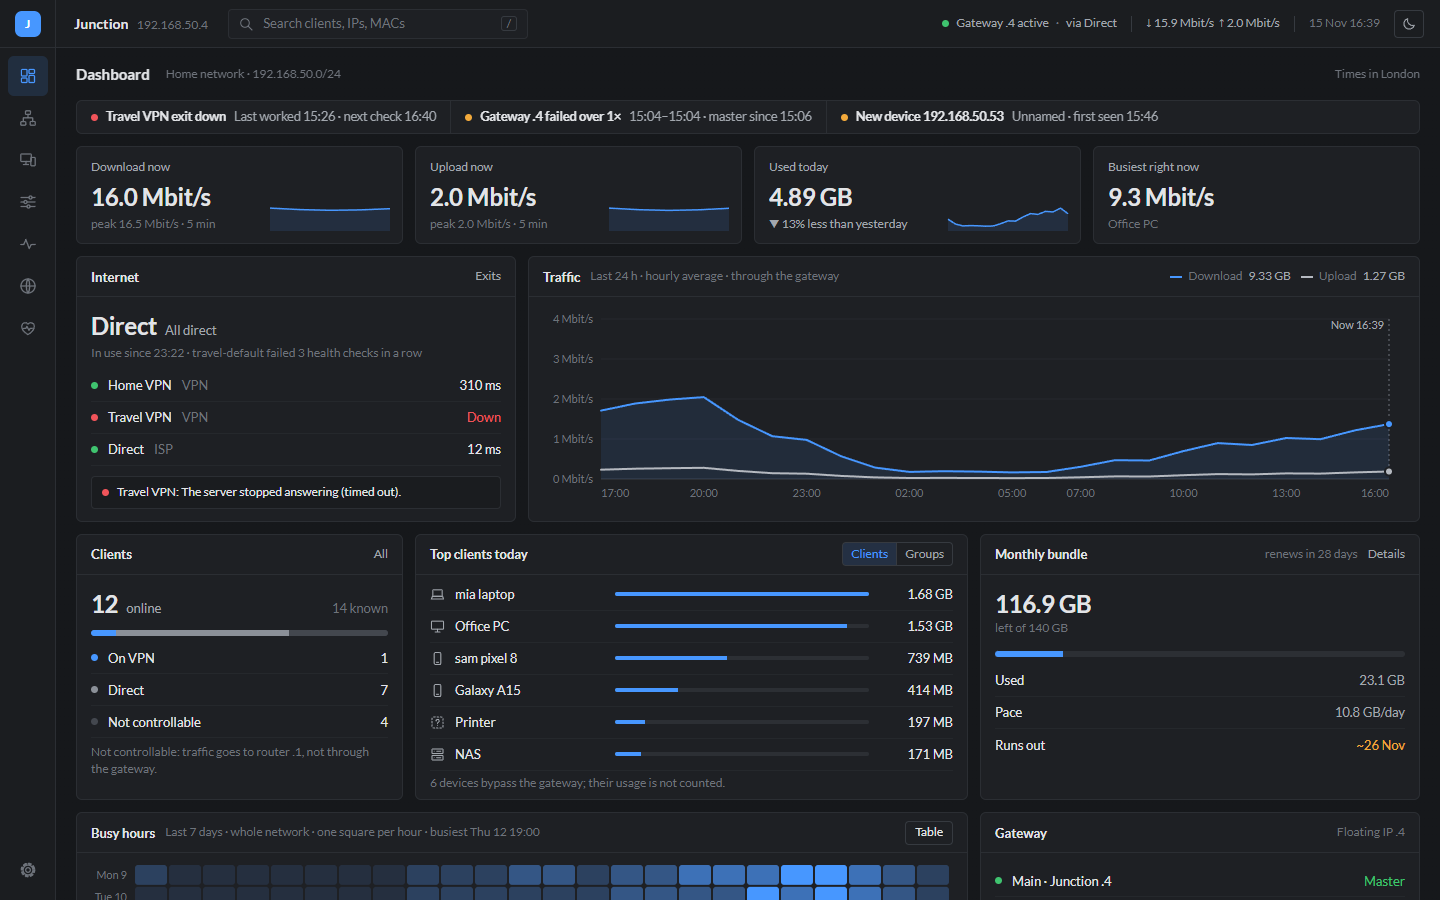 J
Junction 192.168.50.4
Search clients, IPs, MACs /
Gateway .4 active · via Direct
↓15.9 Mbit/s ↑2.0 Mbit/s
15 Nov 16:39
Dashboard
Home network · 192.168.50.0/24
Times in London
Travel VPN exit down Last worked 15:26 · next check 16:40
Gateway .4 failed over 1× 15:04–15:04 · master since 15:06
New device 192.168.50.53 Unnamed · first seen 15:46
Download now
16.0 Mbit/s
peak 16.5 Mbit/s · 5 min
Upload now
2.0 Mbit/s
peak 2.0 Mbit/s · 5 min
Used today
4.89 GB
▼ 13% less than yesterday
Busiest right now
9.3 Mbit/s
Office PC
Internet
Exits
Direct All direct
In use since 23:22 · travel-default failed 3 health checks in a row
Home VPN VPN 310 ms
Travel VPN VPN Down
Direct ISP 12 ms
Travel VPN: The server stopped answering (timed out).
Traffic Last 24 h · hourly average · through the gateway
Download 9.33 GB Upload 1.27 GB
4 Mbit/s
3 Mbit/s
2 Mbit/s
1 Mbit/s
0 Mbit/s
Now 16:39
17:00 20:00 23:00 02:00 05:00 07:00 10:00 13:00 16:00
Clients
All
12 online
14 known
On VPN 1
Direct 7
Not controllable 4
Not controllable: traffic goes to router .1, not through
the gateway.
Top clients today
Clients Groups
mia laptop 1.68 GB
Office PC 1.53 GB
sam pixel 8 739 MB
Galaxy A15 414 MB
Printer 197 MB
NAS 171 MB
6 devices bypass the gateway; their usage is not counted.
Monthly bundle
renews in 28 days Details
116.9 GB
left of 140 GB
Used 23.1 GB
Pace 10.8 GB/day
Runs out ~26 Nov
Busy hours Last 7 days · whole network · one square per hour · busiest Thu 12 19:00
Table
Mon 9
Tue 10
Gateway
Floating IP .4
Main · Junction .4 Master